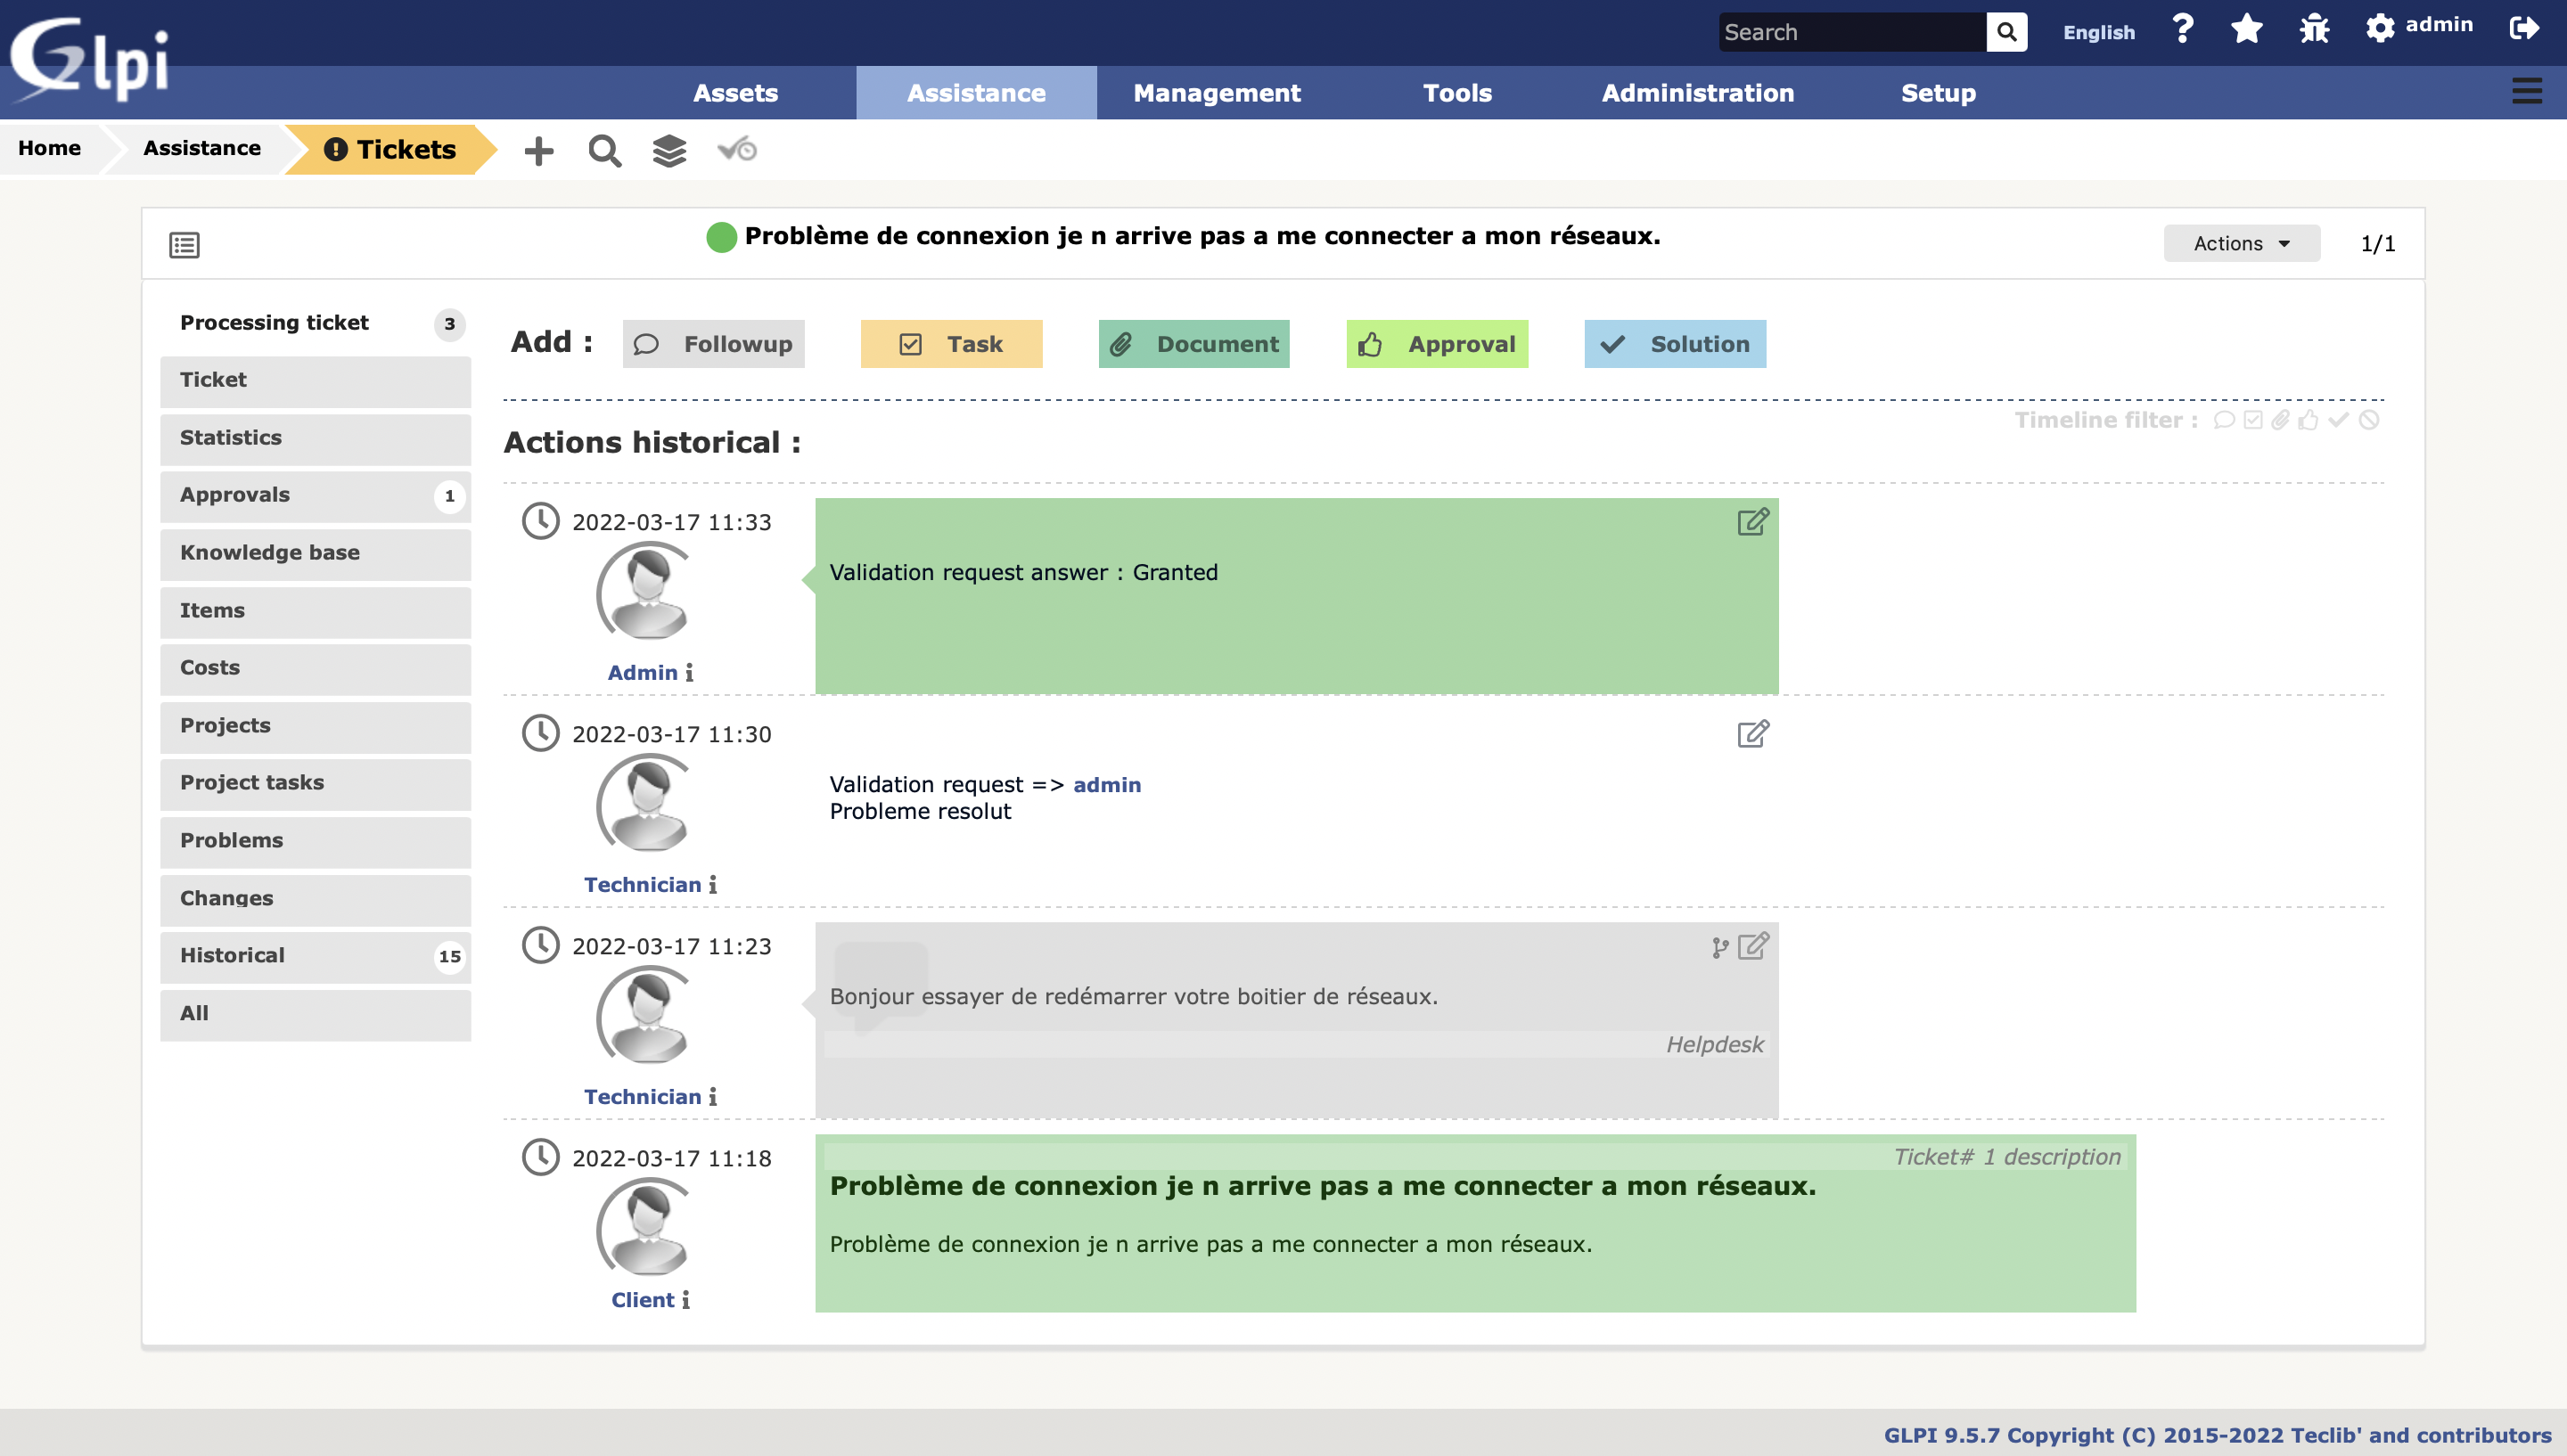 Glpi
Search
English
admin
Assets
Assistance
Management
Tools
Administration
Setup
Home
Assistance
Tickets
Problème de connexion je n arrive pas a me connecter a mon réseaux.
Actions
1/1
Processing ticket 3
Ticket
Statistics
Approvals 1
Knowledge base
Items
Costs
Projects
Project tasks
Problems
Changes
Historical 15
All
Add :
Followup
Task
Document
Approval
Solution
Timeline filter :
Actions historical :
2022-03-17 11:33
Validation request answer : Granted
Admin
2022-03-17 11:30
Validation request => admin
Probleme resolut
Technician
2022-03-17 11:23
Bonjour essayer de redémarrer votre boitier de réseaux.
Helpdesk
Technician
2022-03-17 11:18
Ticket# 1 description
Problème de connexion je n arrive pas a me connecter a mon réseaux.
Problème de connexion je n arrive pas a me connecter a mon réseaux.
Client
GLPI 9.5.7 Copyright (C) 2015-2022 Teclib' and contributors